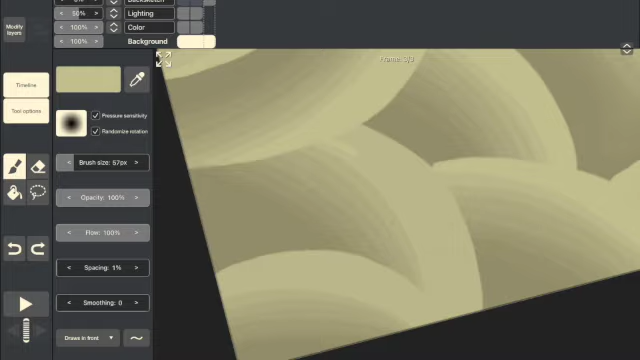 Modify
layers
Lighting
< 50% >
Color
< 100% >
Background
< 100% >
Frame: 3/3
Timeline
Tool options
Pressure sensitivity
Randomize rotation
< Brush size: 57px >
< Opacity: 100% >
< Flow: 100% >
< Spacing: 1% >
< Smoothing: 0 >
Draws in front